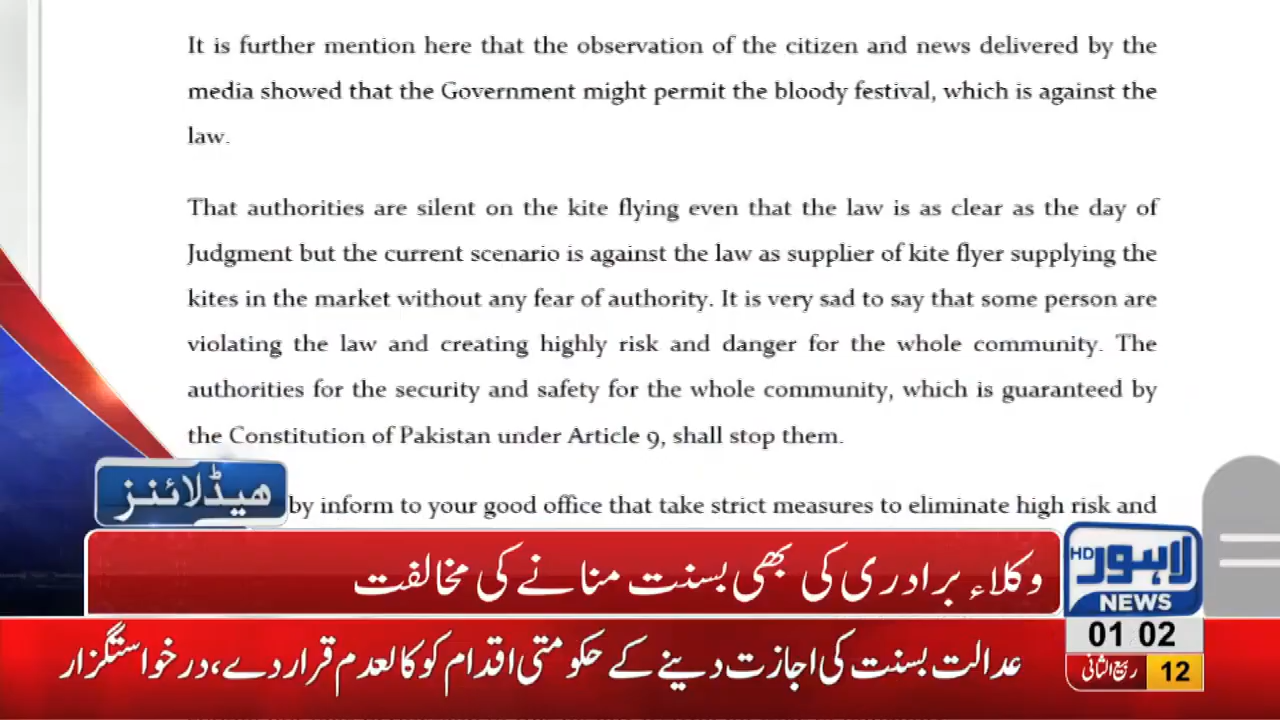 It is further mention here that the observation of the citizen and news delivered by the
media showed that the Government might permit the bloody festival, which is against the
law.
That authorities are silent on the kite flying even that the law is as clear as the day of
Judgment but the current scenario is against the law as supplier of kite flyer supplying the
kites in the market without any fear of authority. It is very sad to say that some person are
violating the law and creating highly risk and danger for the whole community. The
authorities for the security and safety for the whole community, which is guaranteed by
the Constitution of Pakistan under Article 9, shall stop them.
by inform to your good office that take strict measures to eliminate high risk and
ھیڈلائنز
وکلاء برادری کی بھی بسنت منانے کی مخالفت
HD لاہور
NEWS
01 02
عدالت بسنت کی اجازت دینے کے حکومتی اقدام کو کالعدم قرار دے، درخواستگزار
ربیع الثانی 12